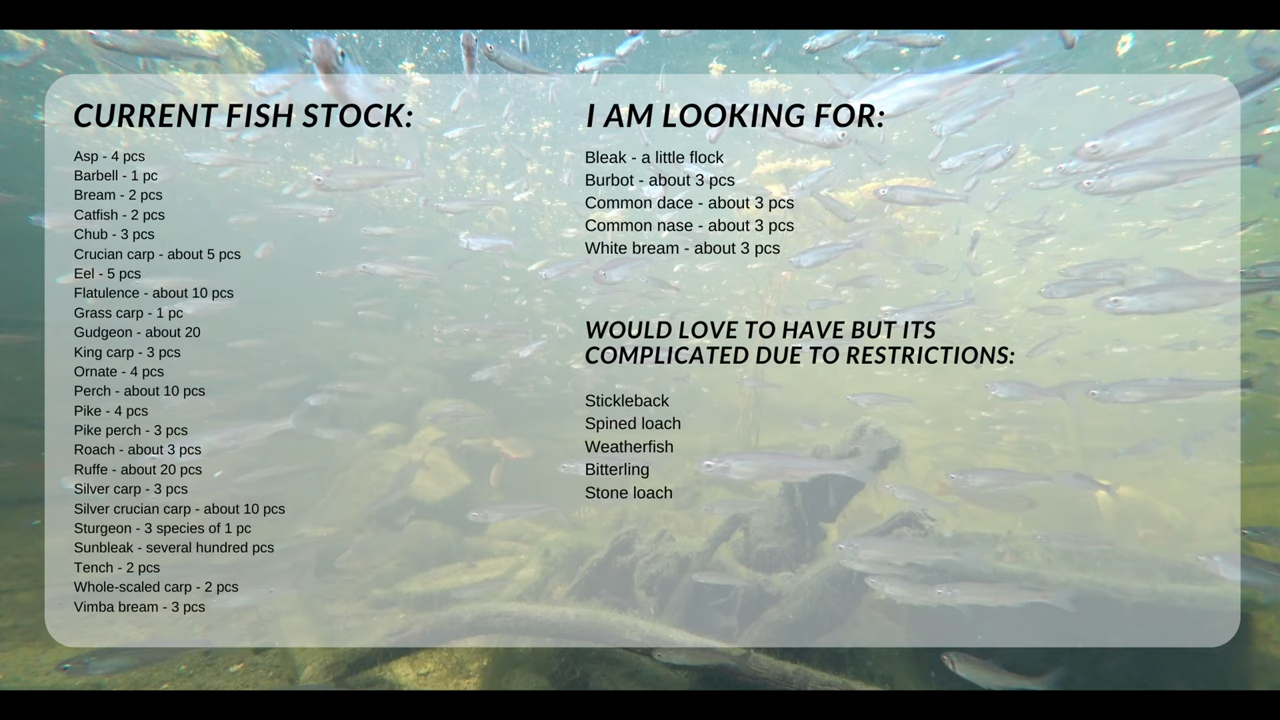 CURRENT FISH STOCK:
Asp - 4 pcs
Barbell - 1 pc
Bream - 2 pcs
Catfish - 2 pcs
Chub - 3 pcs
Crucian carp - about 5 pcs
Eel - 5 pcs
Flatulence - about 10 pcs
Grass carp - 1 pc
Gudgeon - about 20
King carp - 3 pcs
Ornate - 4 pcs
Perch - about 10 pcs
Pike - 4 pcs
Pike perch - 3 pcs
Roach - about 3 pcs
Ruffe - about 20 pcs
Silver carp - 3 pcs
Silver crucian carp - about 10 pcs
Sturgeon - 3 species of 1 pc
Sunbleak - several hundred pcs
Tench - 2 pcs
Whole-scaled carp - 2 pcs
Vimba bream - 3 pcs
I AM LOOKING FOR:
Bleak - a little flock
Burbot - about 3 pcs
Common dace - about 3 pcs
Common nase - about 3 pcs
White bream - about 3 pcs
WOULD LOVE TO HAVE BUT ITS
COMPLICATED DUE TO RESTRICTIONS:
Stickleback
Spined loach
Weatherfish
Bitterling
Stone loach